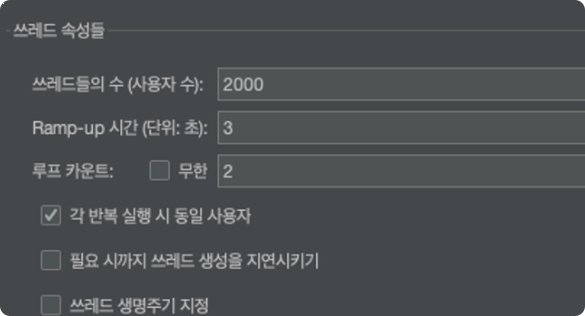 쓰레드 속성들
쓰레드들의 수 (사용자 수): 2000
Ramp-up 시간 (단위: 초): 3
루프 카운트: 무한 2
각 반복 실행 시 동일 사용자
필요 시까지 쓰레드 생성을 지연시키기
쓰레드 생명주기 지정